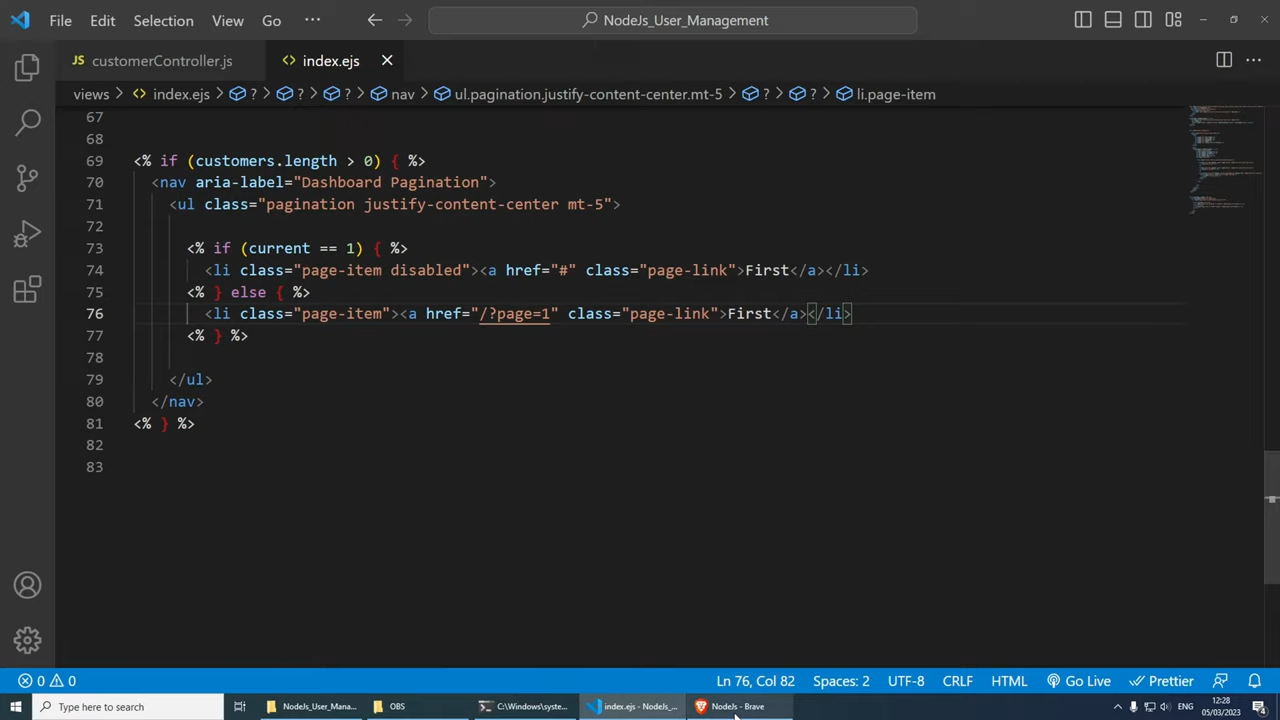 File Edit Selection View Go ··· NodeJs_User_Management
JS customerController.js <> index.ejs
views > <> index.ejs > ? > ? > ? > nav > ul.pagination.justify-content-center.mt-5 > ? > ? > li.page-item
67
68
69 <% if (customers.length > 0) { %>
70 <nav aria-label="Dashboard Pagination">
71 <ul class="pagination justify-content-center mt-5">
72
73 <% if (current == 1) { %>
74 <li class="page-item disabled"><a href="#" class="page-link">First</a></li>
75 <% } else { %>
76 <li class="page-item"><a href="/?page=1" class="page-link">First</a></li>
77 <% } %>
78
79 </ul>
80 </nav>
81 <% } %>
82
83
0 0 Ln 76, Col 82 Spaces: 2 UTF-8 CRLF HTML Go Live Prettier
Type here to search NodeJs_User_Mana... OBS C:\Windows\syste... index.ejs - NodeJs_... NodeJs - Brave ENG 12:28
05/03/2023 4